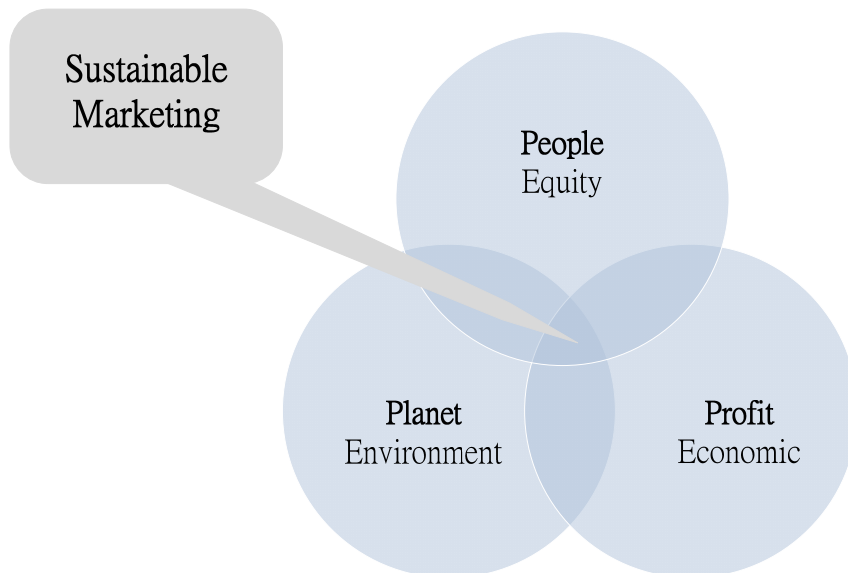 Sustainable
Marketing
People
Equity
Planet
Environment
Profit
Economic